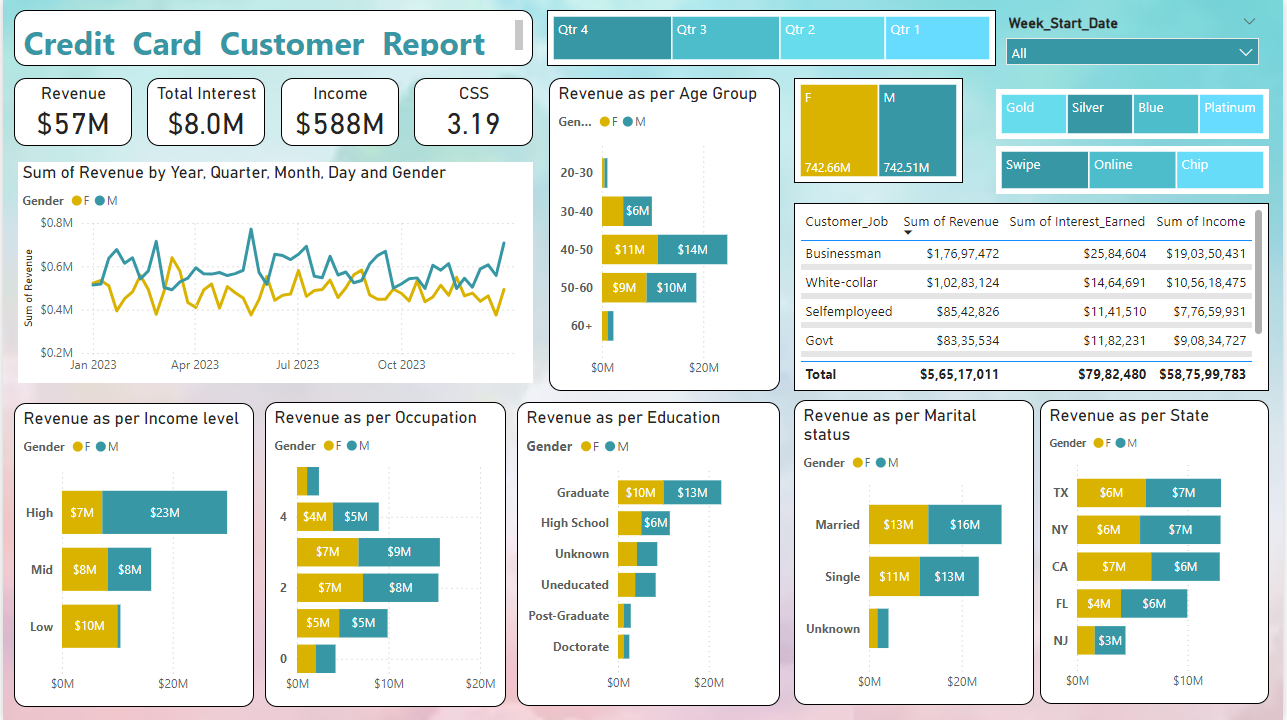 Credit Card Customer Report
Qtr 4 Qtr 3 Qtr 2 Qtr 1
Week_Start_Date
All
Revenue
$57M
Total Interest
$8.0M
Income
$588M
CSS
3.19
Sum of Revenue by Year, Quarter, Month, Day and Gender
Gender F M
Sum of Revenue
$0.8M
$0.6M
$0.4M
$0.2M
Jan 2023 Apr 2023 Jul 2023 Oct 2023
Revenue as per Age Group
Gen... F M
20-30
30-40 $6M
40-50 $11M $14M
50-60 $9M $10M
60+
$0M $20M
F M
742.66M 742.51M
Gold Silver Blue Platinum
Swipe Online Chip
Customer_Job Sum of Revenue Sum of Interest_Earned Sum of Income
Businessman $1,76,97,472 $25,84,604 $19,03,50,431
White-collar $1,02,83,124 $14,64,691 $10,56,18,475
Selfemployeed $85,42,826 $11,41,510 $7,76,59,931
Govt $83,35,534 $11,82,231 $9,08,34,727
Total $5,65,17,011 $79,82,480 $58,75,99,783
Revenue as per Income level
Gender F M
High $7M $23M
Mid $8M $8M
Low $10M
$0M $20M
Revenue as per Occupation
Gender F M
4 $4M $5M
$7M $9M
2 $7M $8M
$5M $5M
0
$0M $10M $20M
Revenue as per Education
Gender F M
Graduate $10M $13M
High School $6M
Unknown
Uneducated
Post-Graduate
Doctorate
$0M $20M
Revenue as per Marital
status
Gender F M
Married $13M $16M
Single $11M $13M
Unknown
$0M $20M
Revenue as per State
Gender F M
TX $6M $7M
NY $6M $7M
CA $7M $6M
FL $4M $6M
NJ $3M
$0M $10M